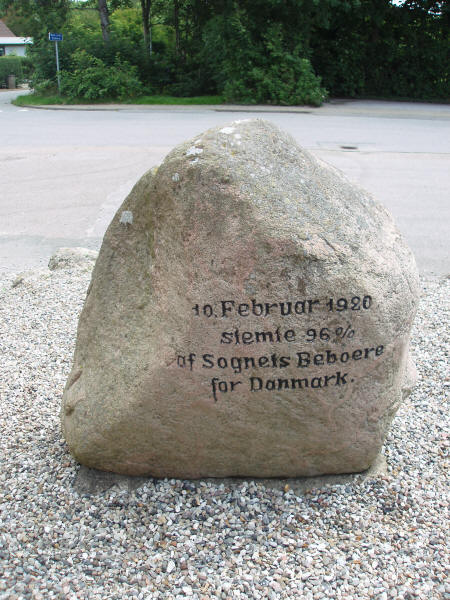 10. Februar 1920
stemte 96 %
af Sognets Beboere
for Danmark.